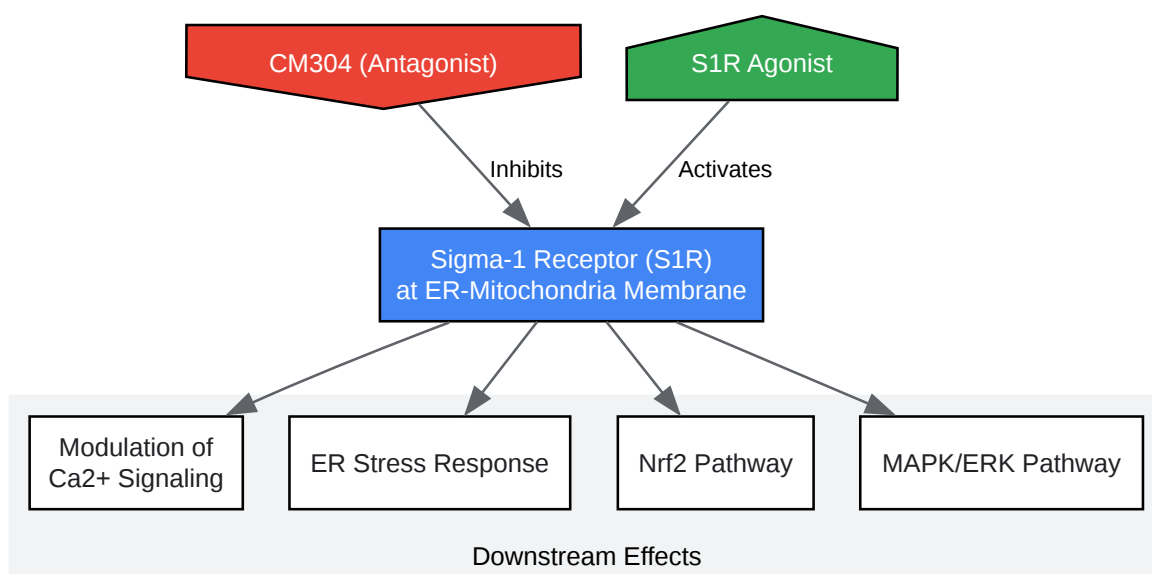 CM304 (Antagonist)
S1R Agonist
Inhibits
Activates
Sigma-1 Receptor (S1R)
at ER-Mitochondria Membrane
Modulation of
Ca2+ Signaling
ER Stress Response
Nrf2 Pathway
MAPK/ERK Pathway
Downstream Effects